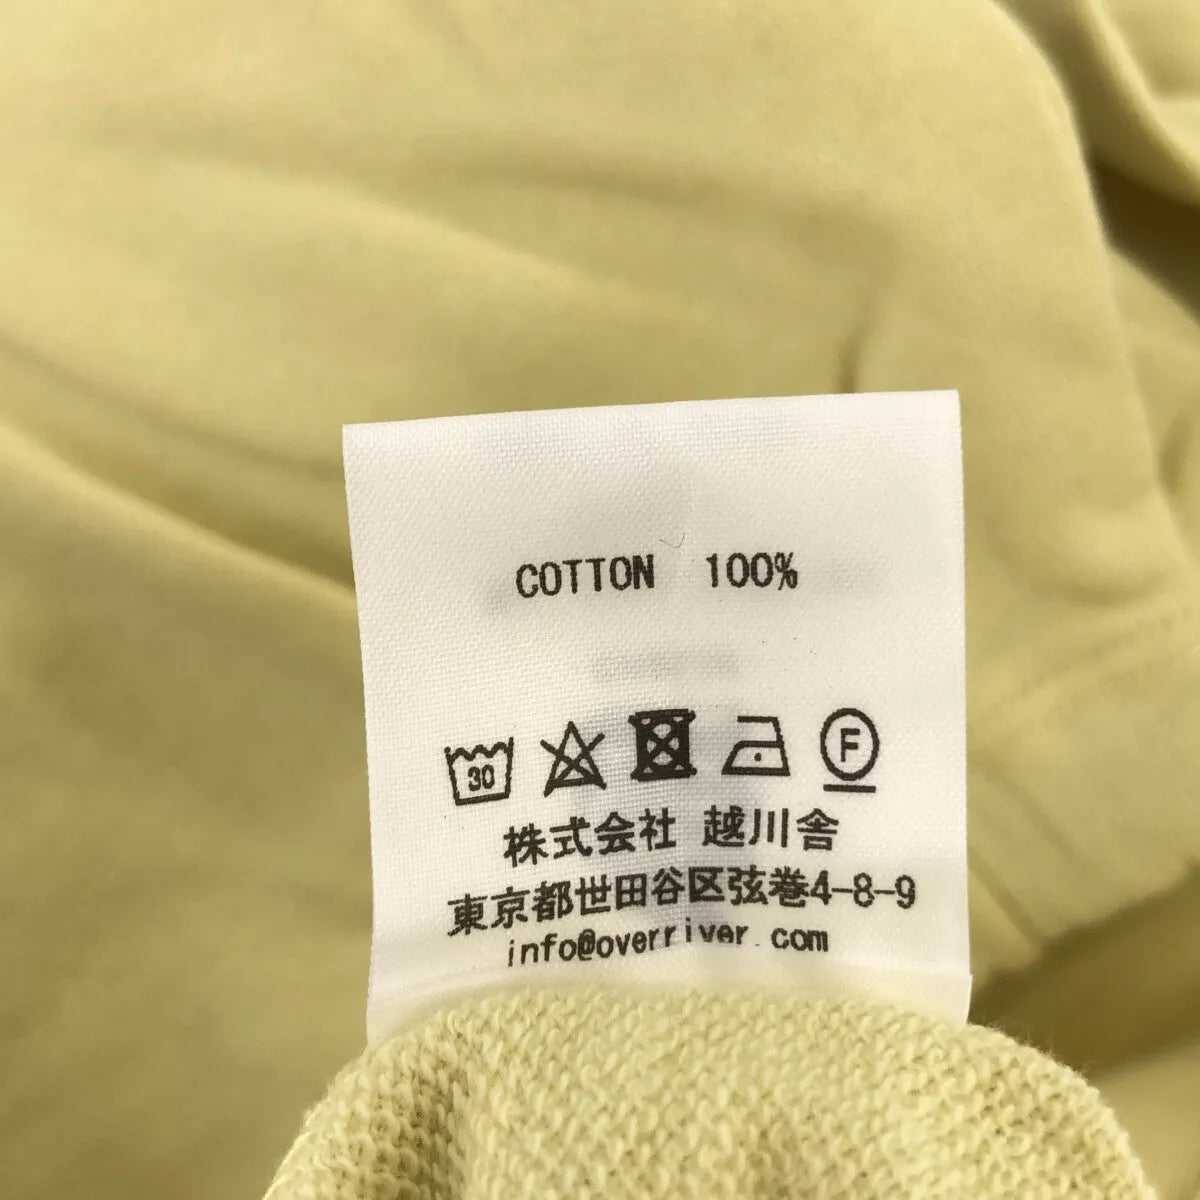 COTTON 100%
30 F
株式会社 越川舎
東京都世田谷区弦巻4-8-9
info@overriver.com